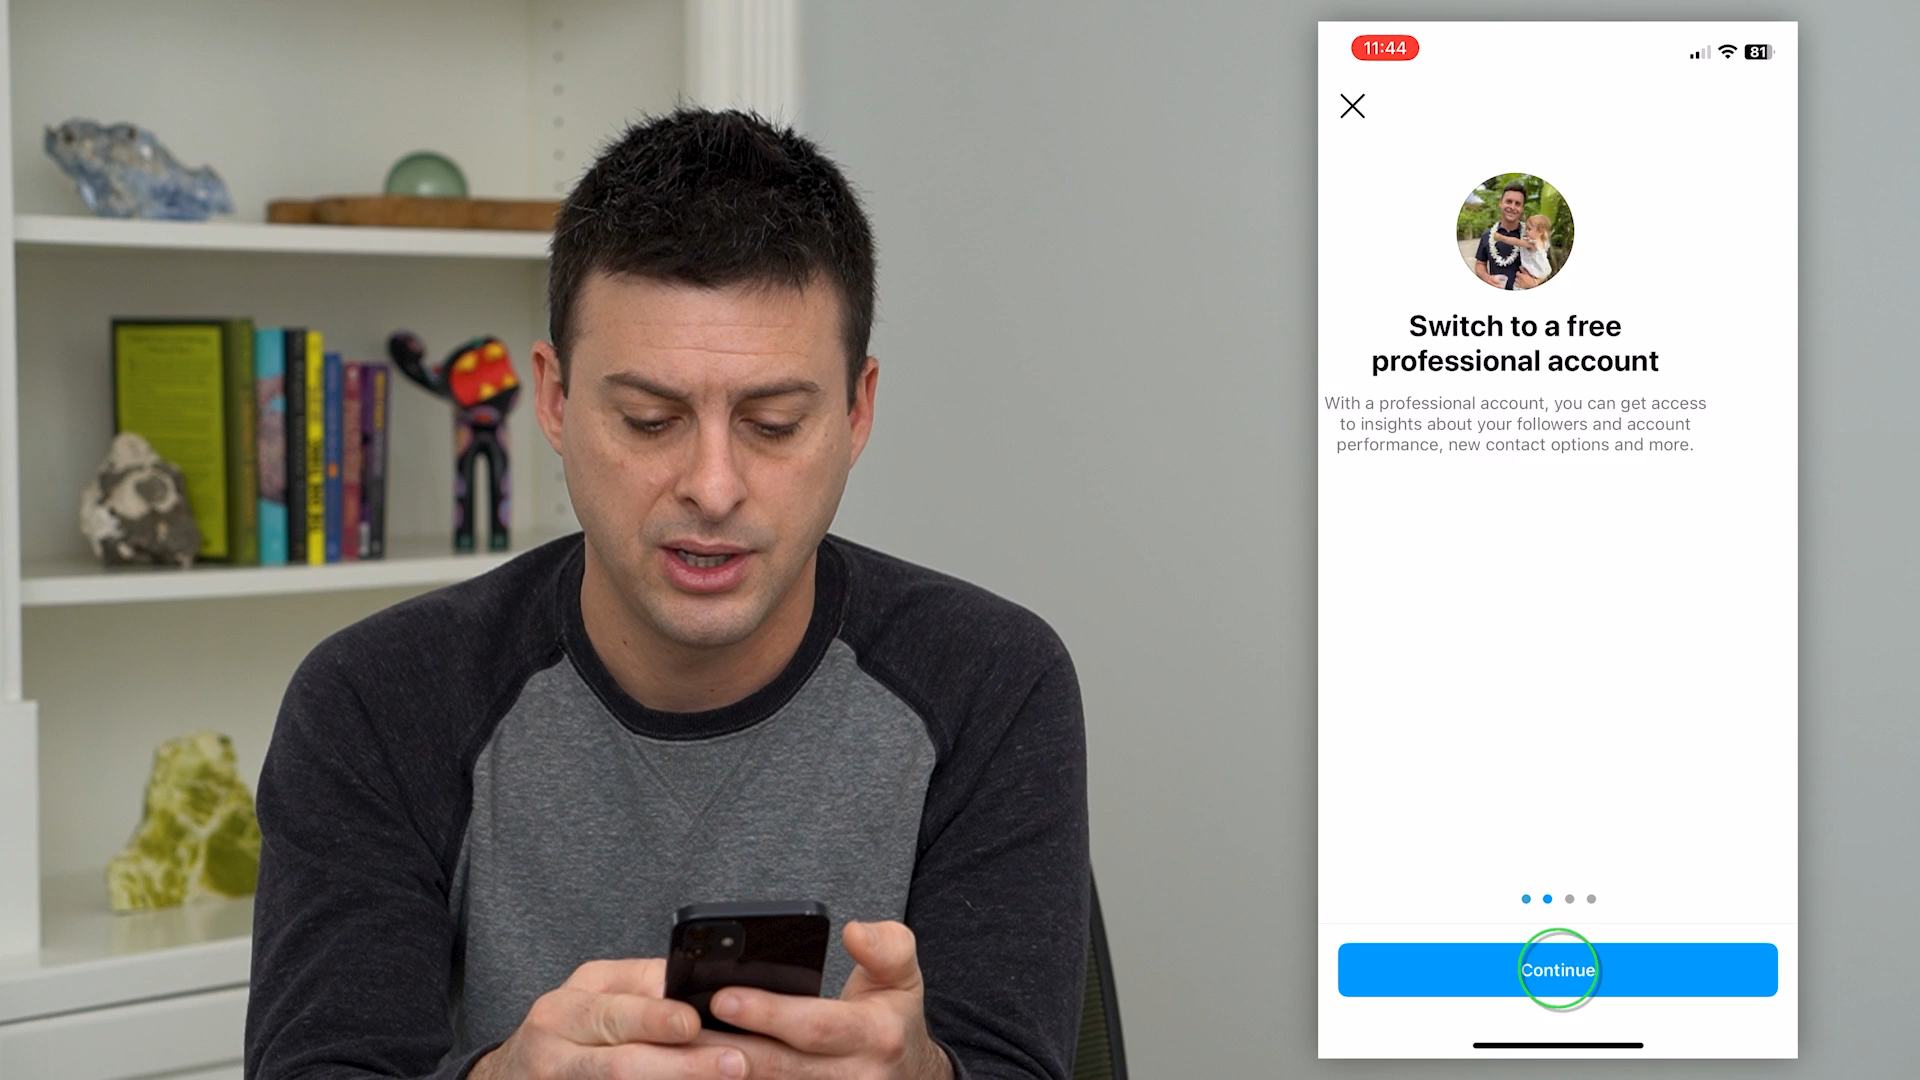 11:44
81
Switch to a free
professional account
With a professional account, you can get access
to insights about your followers and account
performance, new contact options and more.
Continue